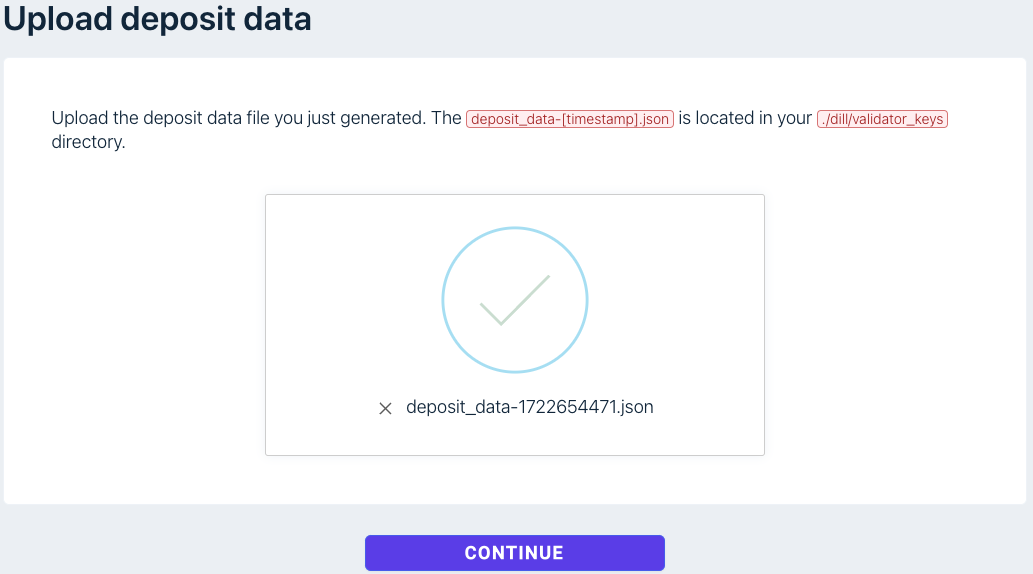 Upload deposit data
Upload the deposit data file you just generated. The deposit_data-[timestamp].json is located in your ./dill/validator_keys
directory.
deposit_data-1722654471.json
CONTINUE